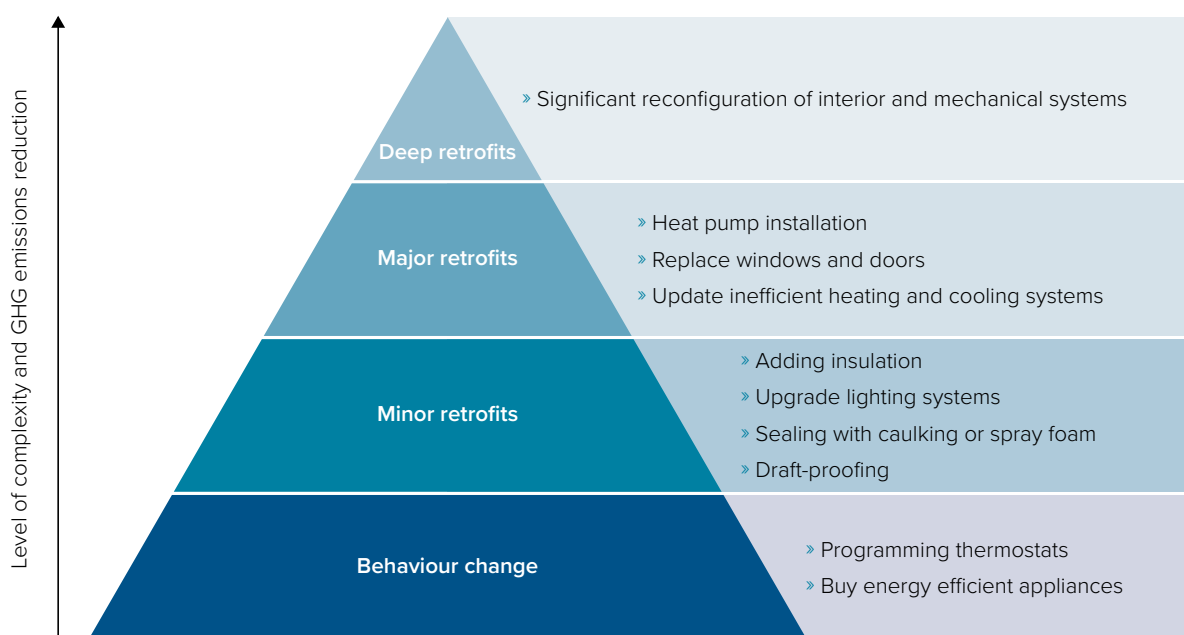 Level of complexity and GHG emissions reduction
» Significant reconfiguration of interior and mechanical systems
Deep retrofits
Major retrofits
» Heat pump installation
» Replace windows and doors
» Update inefficient heating and cooling systems
Minor retrofits
» Adding insulation
» Upgrade lighting systems
» Sealing with caulking or spray foam
» Draft-proofing
Behaviour change
» Programming thermostats
» Buy energy efficient appliances